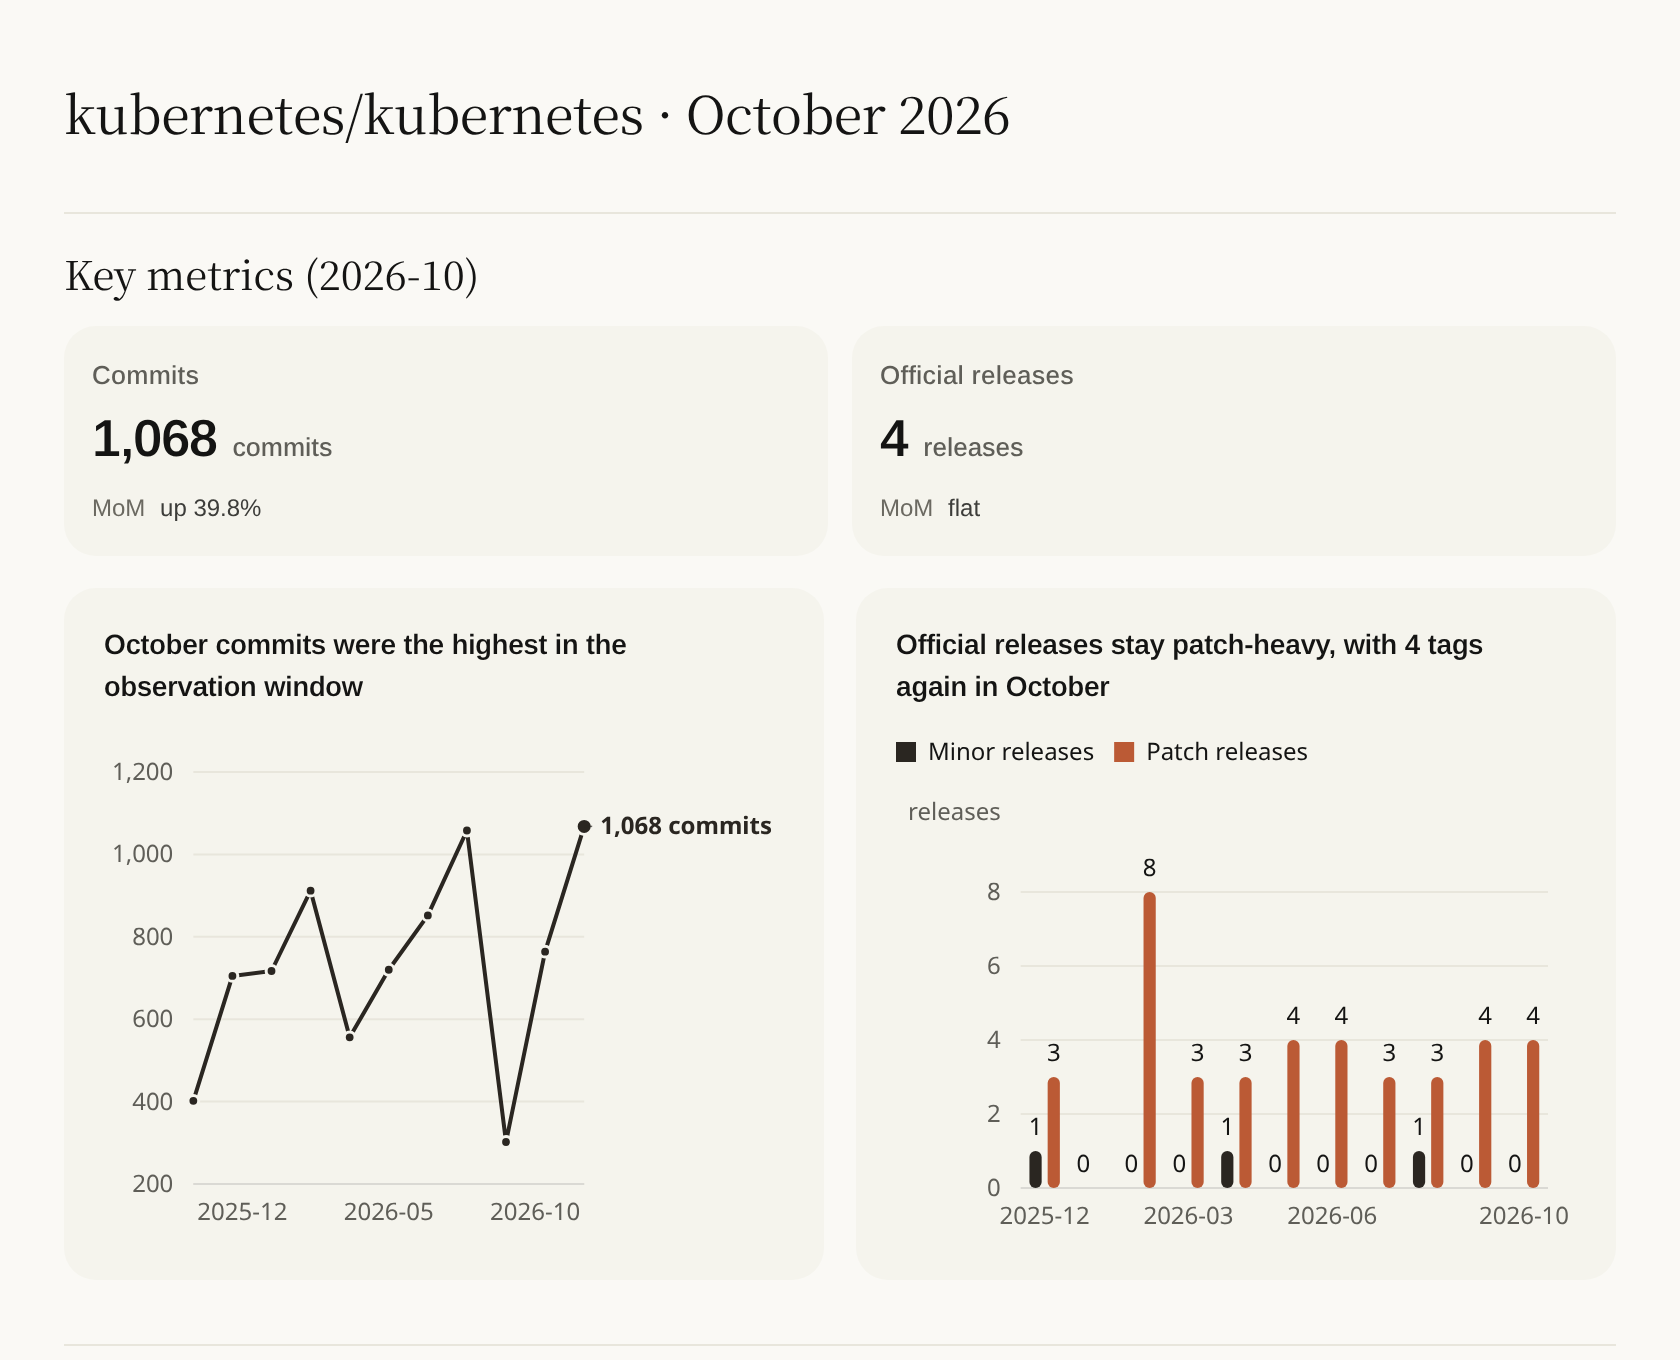 kubernetes/kubernetes · October 2026
Key metrics (2026-10)
Commits
1,068 commits
MoM up 39.8%
Official releases
4 releases
MoM flat
October commits were the highest in the
observation window
1,200
1,000
800
600
400
200
1,068 commits
2025-12 2026-05 2026-10
Official releases stay patch-heavy, with 4 tags
again in October
Minor releases Patch releases
releases
8
6
4
2
0
8
4 4 4 4
3 3 3 3 3
1 1 1
0 0 0 0 0 0 0 0
2025-12 2026-03 2026-06 2026-10